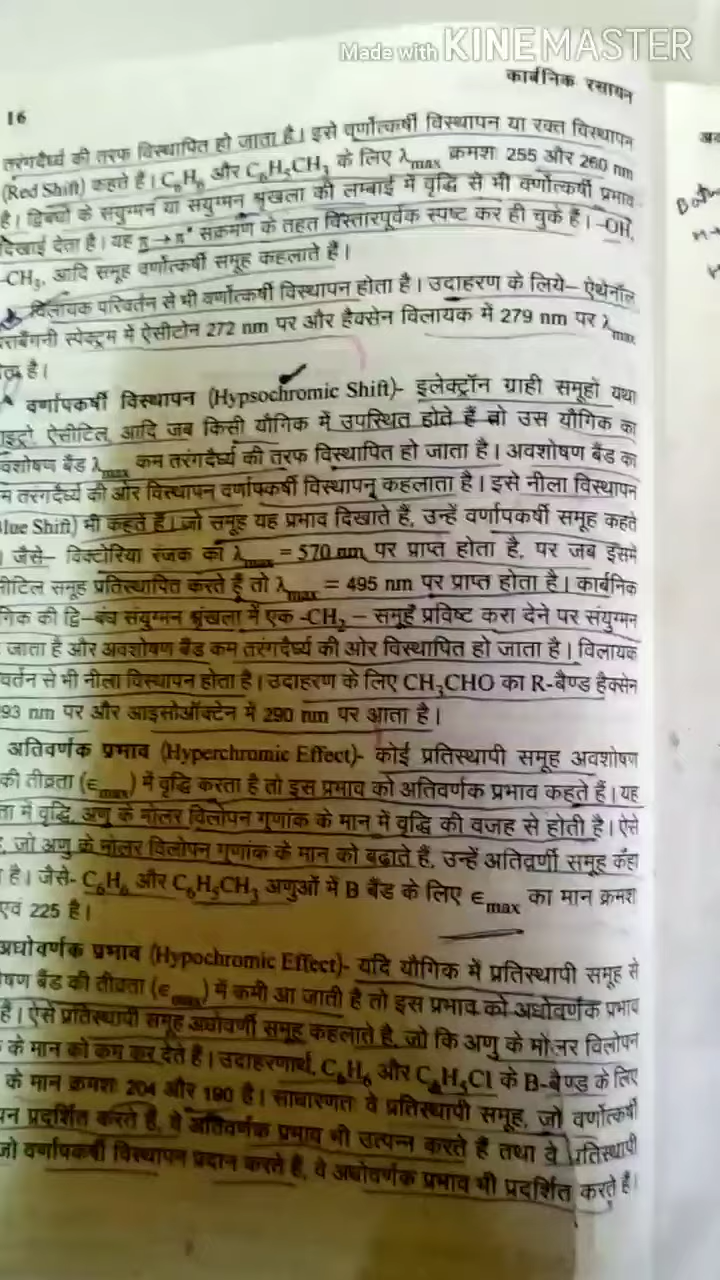 Made with KINEMASTER
कार्बनिक रसायन
16
तरंगदैर्ध्य की तरफ विस्थापित हो जाता है। इसे वर्णोत्कर्षी विस्थापन या रक्त विस्थापन
(Red Shift) कहते हैं। C₆H₆ और C₆H₅CH₃ के लिए λmax क्रमशः 255 और 260 nm
है। द्विबंधों के संयुग्मन या संयुग्मन श्रृंखला की लम्बाई में वृद्धि से भी वर्णोत्कर्षी प्रभाव
दिखाई देता है। यह π→π* संक्रमण के तहत विस्तारपूर्वक स्पष्ट कर ही चुके हैं। –OH,
-CH₃, आदि समूह वर्णोत्कर्षी समूह कहलाते हैं।
विलायक परिवर्तन से भी वर्णोत्कर्षी विस्थापन होता है। उदाहरण के लिये– ऐथेनॉल
राबैंगनी स्पेक्ट्रम में ऐसीटोन 272 nm पर और हैक्सेन विलायक में 279 nm पर λmax
है।
वर्णापकर्षी विस्थापन (Hypsochromic Shift)- इलेक्ट्रॉन ग्राही समूहों यथा
इट्रो, ऐसीटिल, आदि जब किसी यौगिक में उपस्थित होते हैं तो उस यौगिक का
वशोषण बैंड λmax कम तरंगदैर्घ्य की तरफ विस्थापित हो जाता है। अवशोषण बैंड का
म तरंगदैर्घ्य की ओर विस्थापन वर्णापकर्षी विस्थापन कहलाता है। इसे नीला विस्थापन
lue Shift) भी कहते हैं। जो समूह यह प्रभाव दिखाते हैं, उन्हें वर्णापकर्षी समूह कहते
। जैसे– विक्टोरिया रंजक का λmax = 570 nm पर प्राप्त होता है, पर जब इसमें
सीटिल समूह प्रतिस्थापित करते हैं तो λmax = 495 nm पर प्राप्त होता है। कार्बनिक
गिक की द्वि–बंध संयुग्मन श्रृंखला में एक -CH₂ – समूह प्रविष्ट करा देने पर संयुग्मन
जाता है और अवशोषण बैंड कम तरंगदैर्घ्य की ओर विस्थापित हो जाता है। विलायक
वर्तन से भी नीला विस्थापन होता है। उदाहरण के लिए CH₃CHO का R-बैण्ड हैक्सेन
93 nm पर और आइसोऑक्टेन में 290 nm पर आता है।
अतिवर्णक प्रभाव (Hyperchromic Effect)- कोई प्रतिस्थापी समूह अवशोषण
की तीव्रता (ϵmax) में वृद्धि करता है तो इस प्रभाव को अतिवर्णक प्रभाव कहते हैं। यह
ता में वृद्धि, अणु के मोलर विलोपन गुणांक के मान में वृद्धि की वजह से होती है। ऐसे
, जो अणु के मोलर विलोपन गुणांक के मान को बढ़ाते हैं, उन्हें अतिवर्णी समूह कहा
है। जैसे- C₆H₆ और C₆H₅CH₃ अणुओं में B बैंड के लिए ϵmax का मान क्रमश
एवं 225 है।
अधोवर्णक प्रभाव (Hypochromic Effect)- यदि यौगिक में प्रतिस्थापी समूह से
षण बैंड की तीव्रता (ϵmax) में कमी आ जाती है तो इस प्रभाव को अधोवर्णक प्रभाव
हैं। ऐसे प्रतिस्थापी समूह अधोवर्णी समूह कहलाते है, जो कि अणु के मोलर विलोपन
के मान को कम कर देते हैं। उदाहरणार्थ, C₆H₆ और C₆H₅Cl के B-बैण्ड के लिए
के मान क्रमशः 204 और 190 है। साधारणतः वे प्रतिस्थापी समूह, जो वर्णोत्कर्षी
पन प्रदर्शित करते हैं, वे अतिवर्णक प्रभाव भी उत्पन्न करते हैं तथा वे प्रतिस्थापी
जो वर्णापकर्षी विस्थापन प्रदान करते हैं, वे अधोवर्णक प्रभाव भी प्रदर्शित करते हैं।